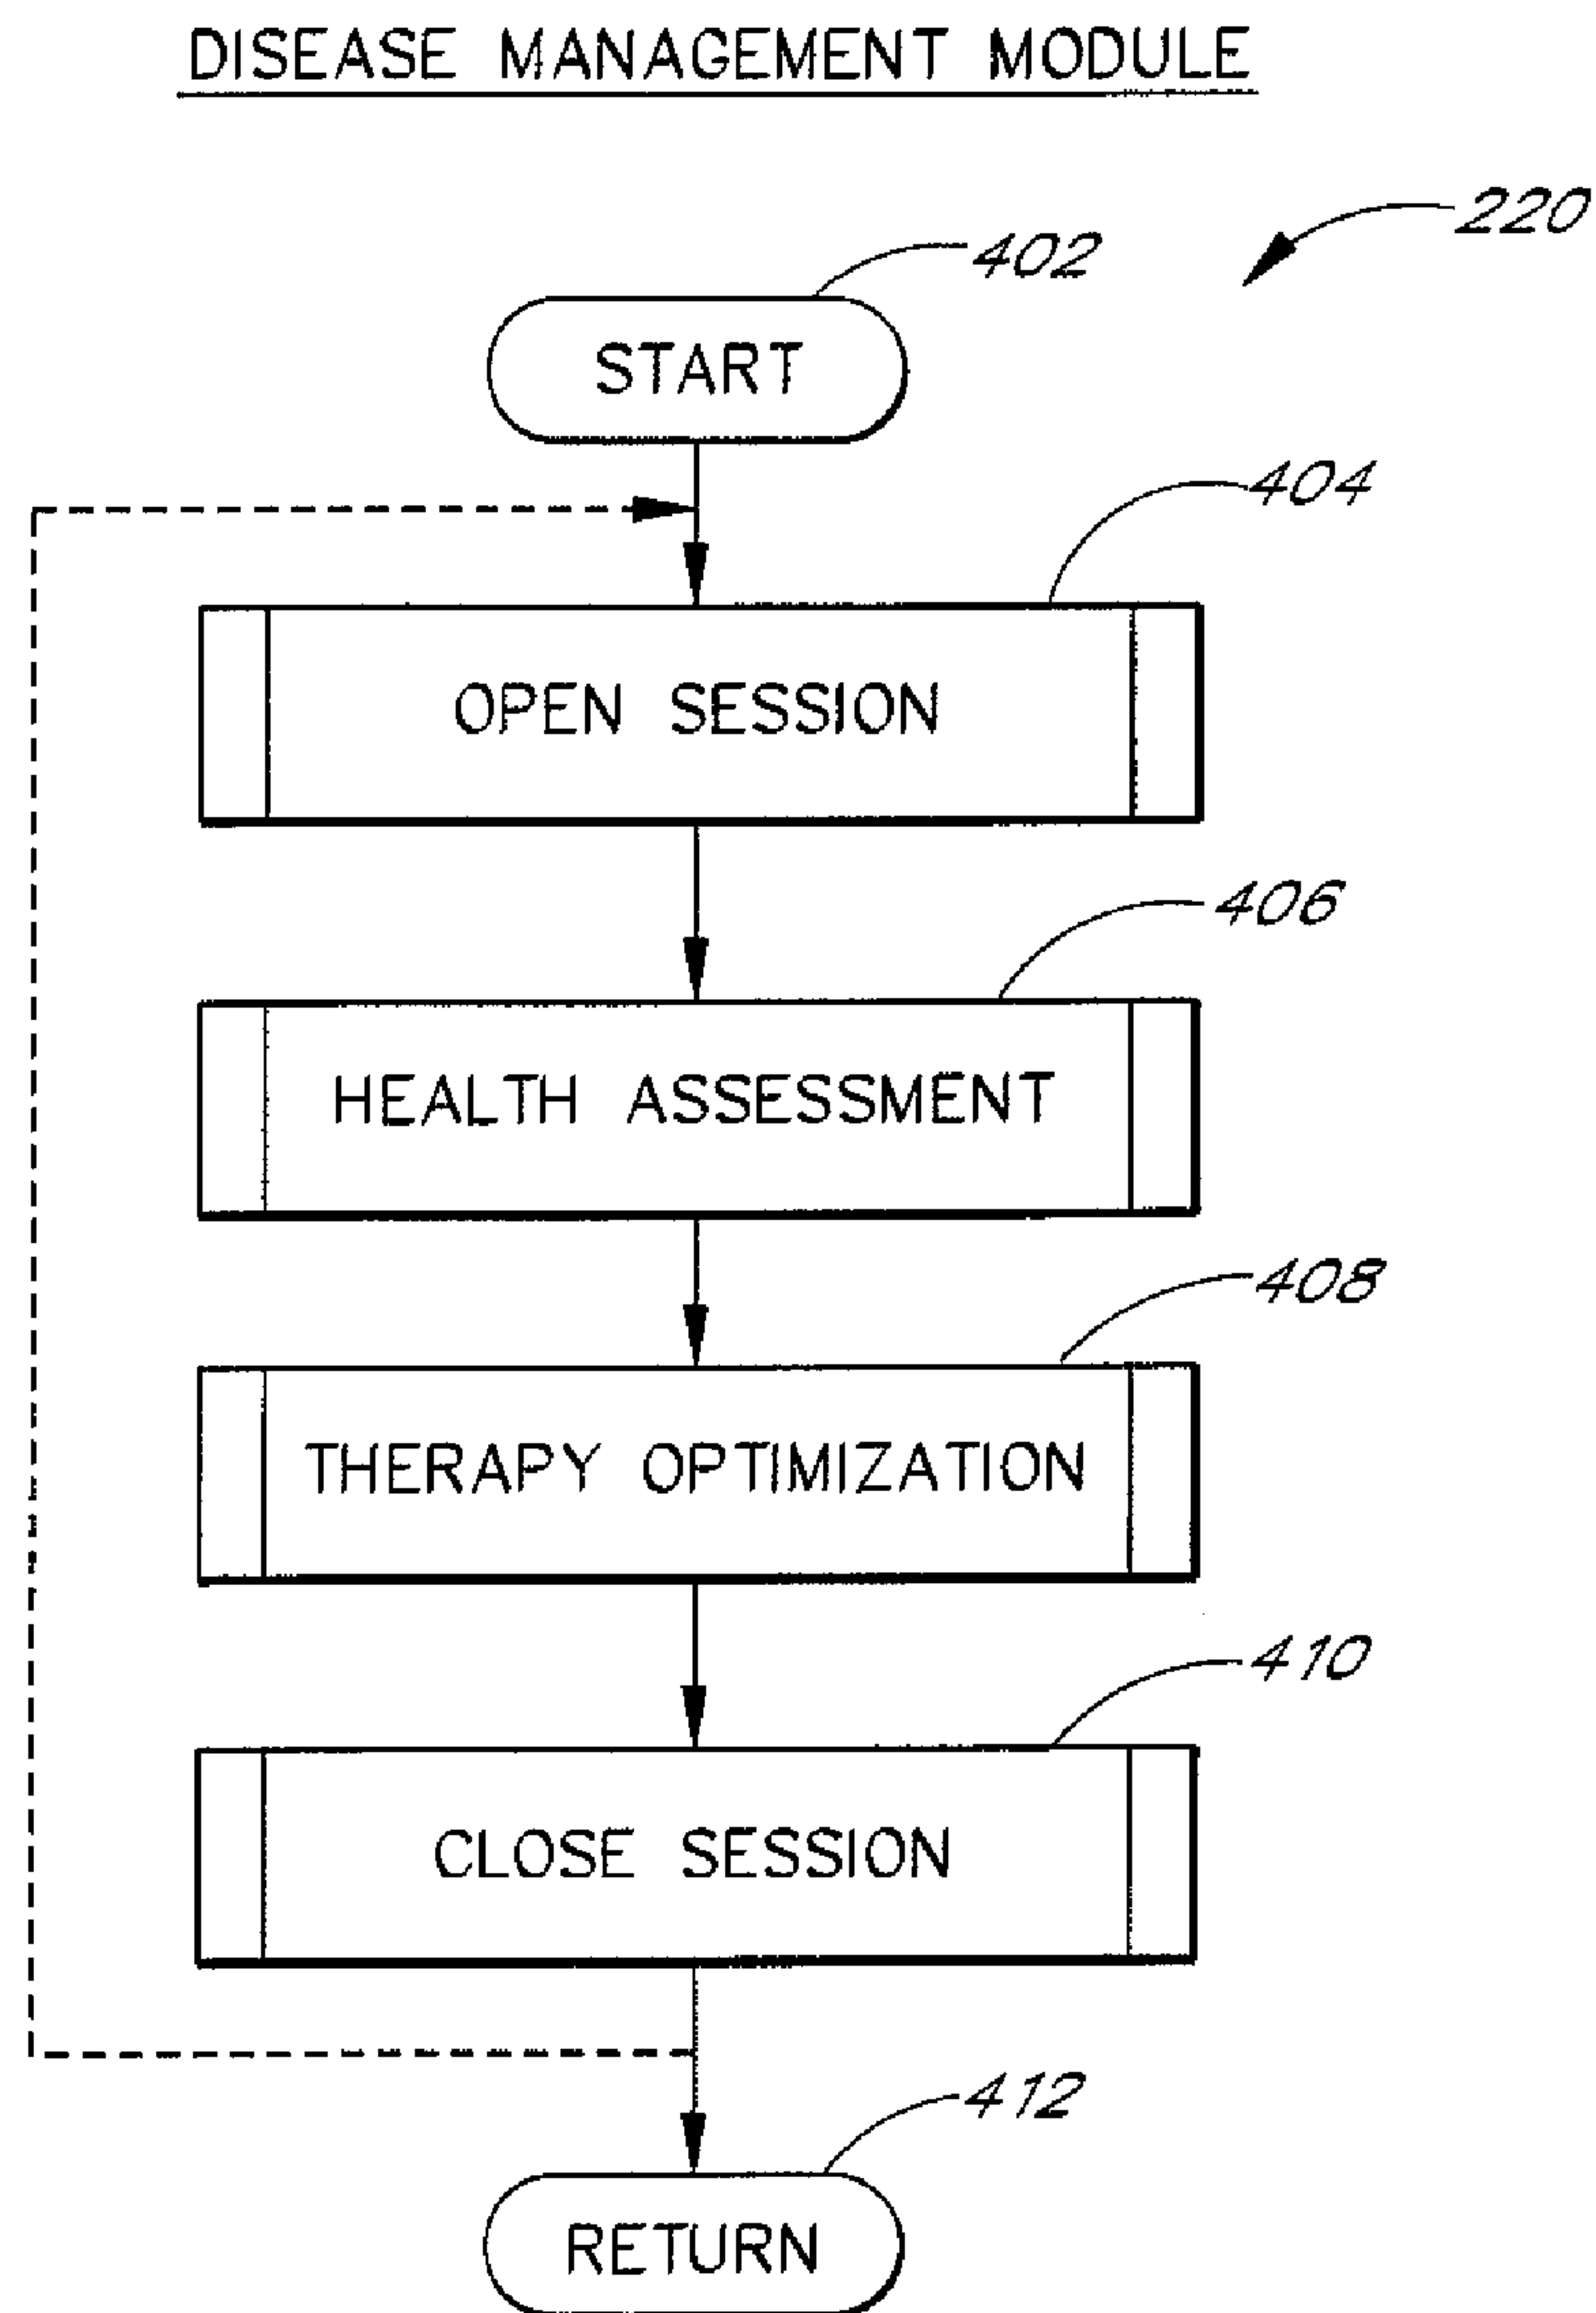 DISEASE MANAGEMENT MODULE
220
402
START
404
OPEN SESSION
406
HEALTH ASSESSMENT
408
THERAPY OPTIMIZATION
410
CLOSE SESSION
412
RETURN